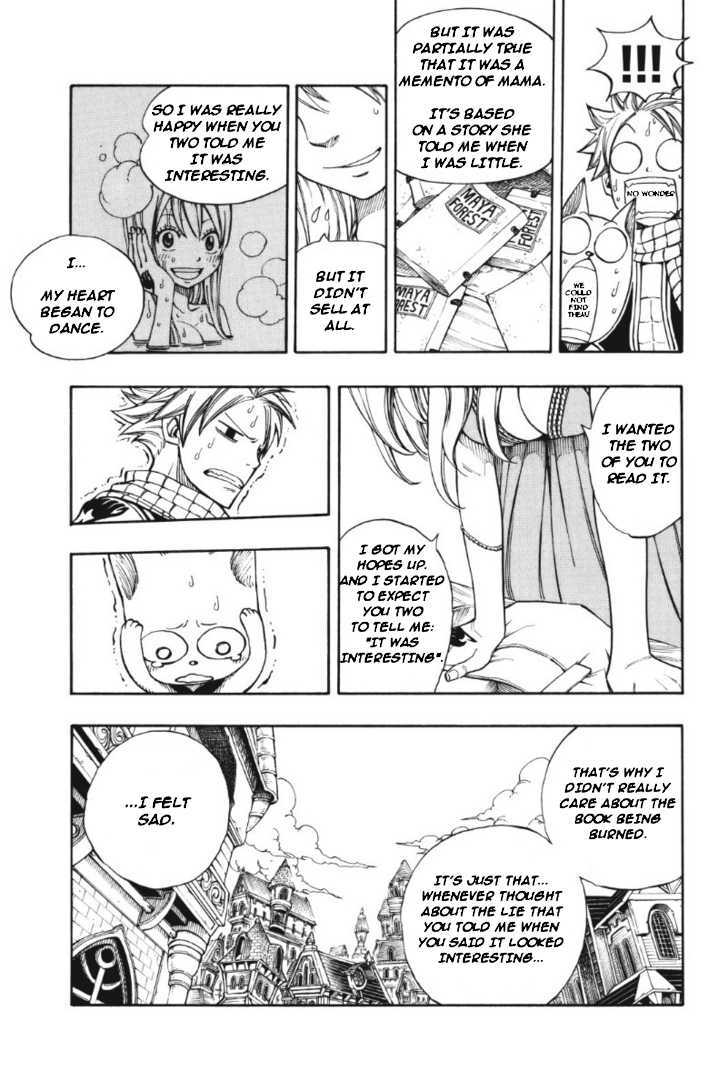 !!!
NO WONDER
WE
COULD
NOT
FIND
THEM!
BUT IT WAS
PARTIALLY TRUE
THAT IT WAS A
MEMENTO OF MAMA.
IT'S BASED
ON A STORY SHE
TOLD ME WHEN
I WAS LITTLE.
MAYA
FOREST
MAYA
FOREST
MAYA
FOREST
BUT IT
DIDN'T
SELL AT
ALL.
SO I WAS REALLY
HAPPY WHEN YOU
TWO TOLD ME
IT WAS
INTERESTING.
I...
MY HEART
BEGAN TO
DANCE.
I WANTED
THE TWO
OF YOU TO
READ IT.
I GOT MY
HOPES UP.
AND I STARTED
TO EXPECT
YOU TWO
TO TELL ME:
"IT WAS
INTERESTING".
THAT'S WHY I
DIDN'T REALLY
CARE ABOUT THE
BOOK BEING
BURNED.
IT'S JUST THAT...
WHENEVER THOUGHT
ABOUT THE LIE THAT
YOU TOLD ME WHEN
YOU SAID IT LOOKED
INTERESTING...
...I FELT
SAD.